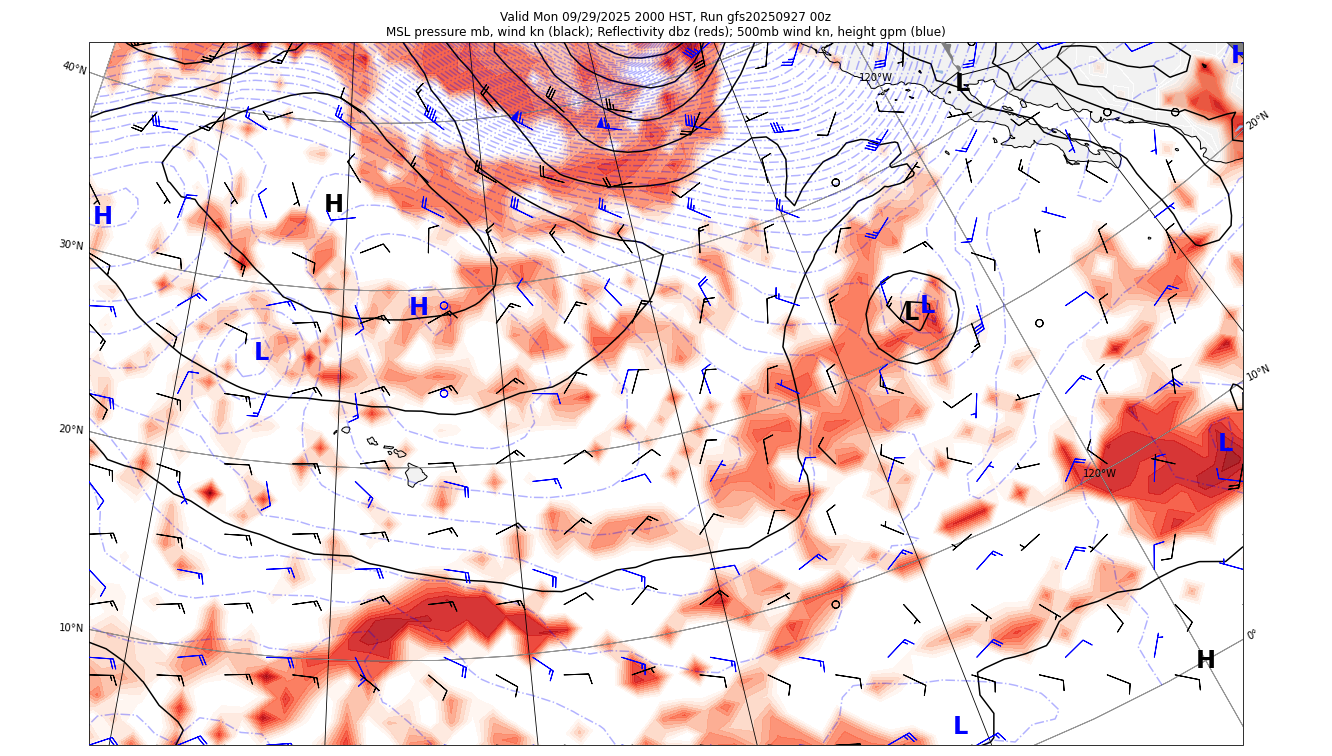 Valid Mon 09/29/2025 2000 HST, Run gfs20250927 00z
MSL pressure mb, wind kn (black); Reflectivity dbz (reds); 500mb wind kn, height gpm (blue)
H
40°N
120°W
L
20°N
H
H
30°N
H
L
L
L
10°N
20°N
L
120°W
10°N
0°
H
L